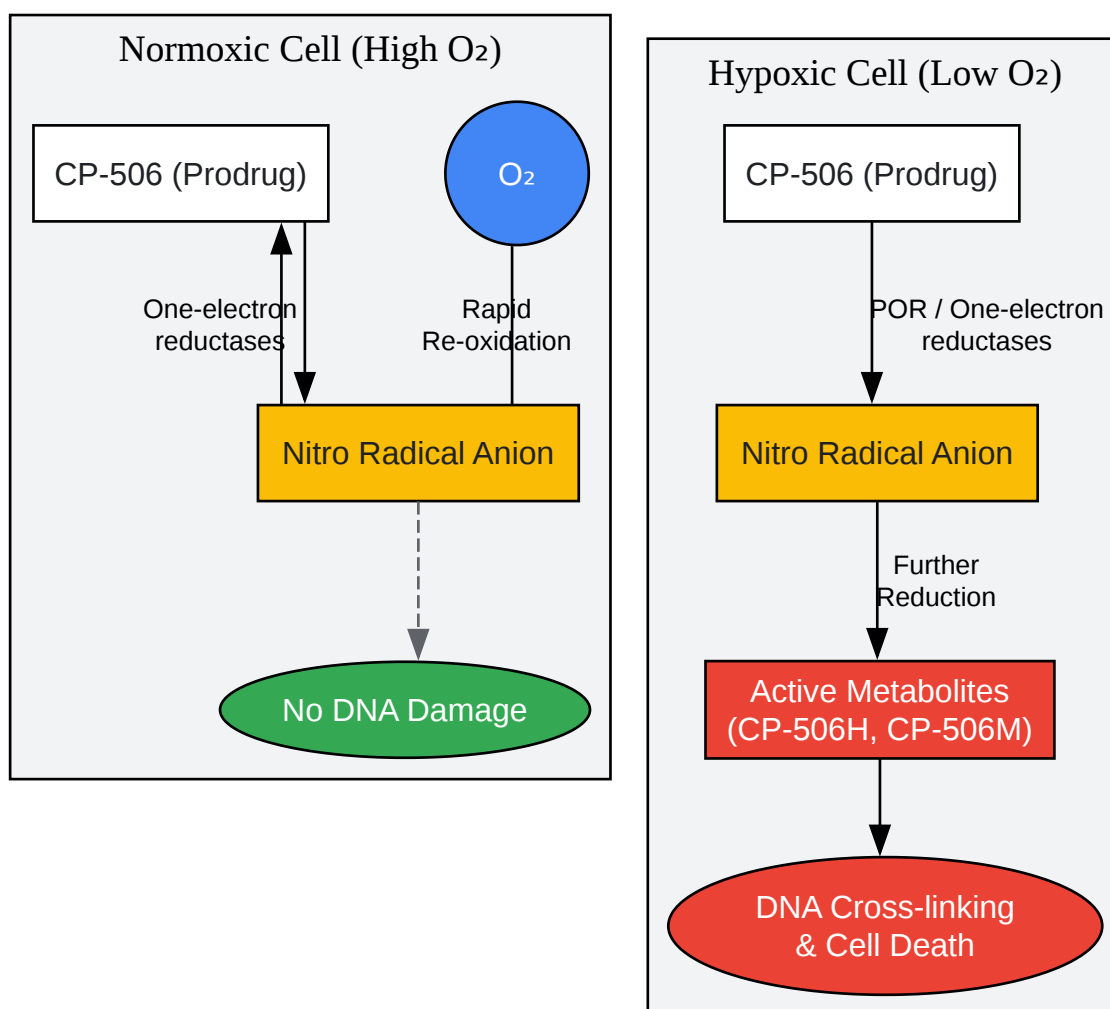 Normoxic Cell (High O₂)
CP-506 (Prodrug)
O₂
One-electron
reductases
Rapid
Re-oxidation
Nitro Radical Anion
No DNA Damage
Hypoxic Cell (Low O₂)
CP-506 (Prodrug)
POR / One-electron
reductases
Nitro Radical Anion
Further
Reduction
Active Metabolites
(CP-506H, CP-506M)
DNA Cross-linking
& Cell Death